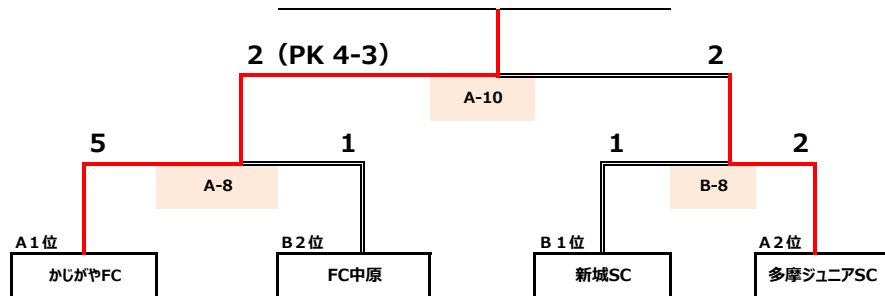 2（PK 4-3） 2
A-10
5 1 1 2
A-8 B-8
A１位 B２位 B１位 A２位
かじがやFC FC中原 新城SC 多摩ジュニアSC